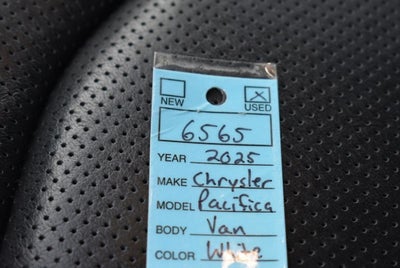 NEW USED
6565
YEAR 2025
MAKE Chrysler
MODEL Pacifica
BODY Van
COLOR White